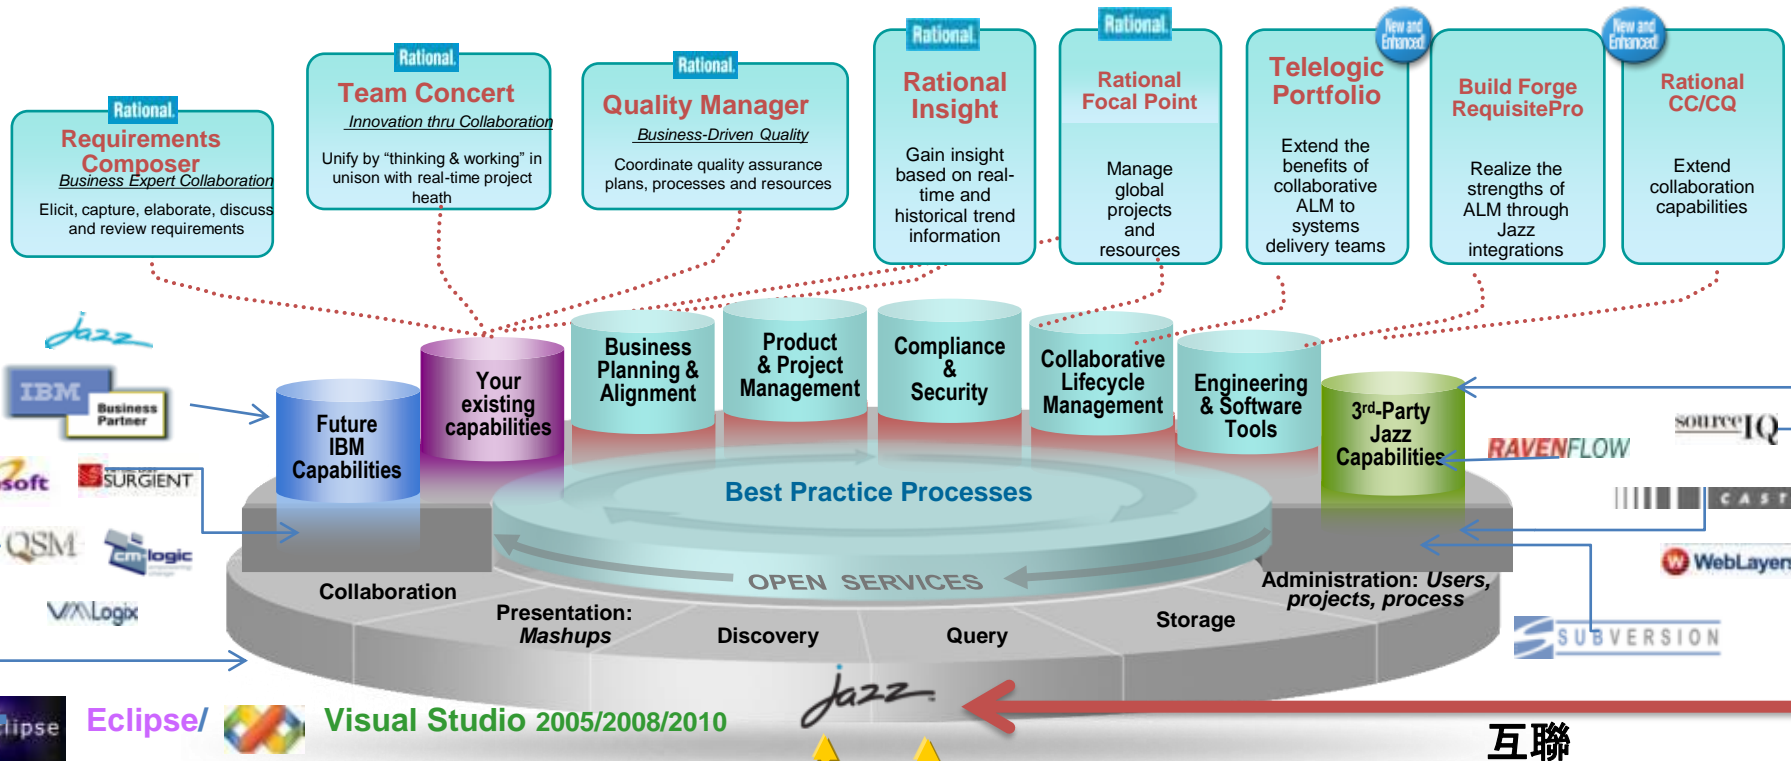 Rational.
Requirements
Composer
Business Expert Collaboration
Elicit, capture, elaborate, discuss
and review requirements
Rational.
Team Concert
Innovation thru Collaboration
Unify by “thinking & working” in
unison with real-time project
heath
Rational.
Quality Manager
Business-Driven Quality
Coordinate quality assurance
plans, processes and resources
Rational.
Rational
Insight
Gain insight
based on real-
time and
historical trend
information
Rational.
Rational
Focal Point
Manage
global
projects
and
resources
New and
Enhanced!
Telelogic
Portfolio
Extend the
benefits of
collaborative
ALM to
systems
delivery teams
Build Forge
RequisitePro
Realize the
strengths of
ALM through
Jazz
integrations
New and
Enhanced!
Rational
CC/CQ
Extend
collaboration
capabilities
jazz
IBM
Business
Partner
soft
SURGIENT
QSM
cm-logic
VMLogix
Future
IBM
Capabilities
Your
existing
capabilities
Business
Planning &
Alignment
Product
& Project
Management
Compliance
&
Security
Collaborative
Lifecycle
Management
Engineering
& Software
Tools
3rd-Party
Jazz
Capabilities
sourceIQ
RAVENFLOW
CAST
WebLayers
SUBVERSION
Best Practice Processes
OPEN SERVICES
Collaboration
Presentation:
Mashups
Discovery
Query
Storage
Administration: Users,
projects, process
jazz
clipse
Eclipse/
Visual Studio 2005/2008/2010
互聯